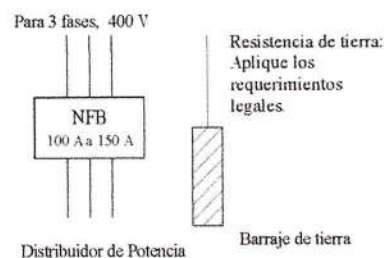 Para 3 fases, 400 V
NFB
100 A a 150 A
Distribuidor de Potencia
Resistencia de tierra:
Aplique los
requerimientos
legales.
Barraje de tierra